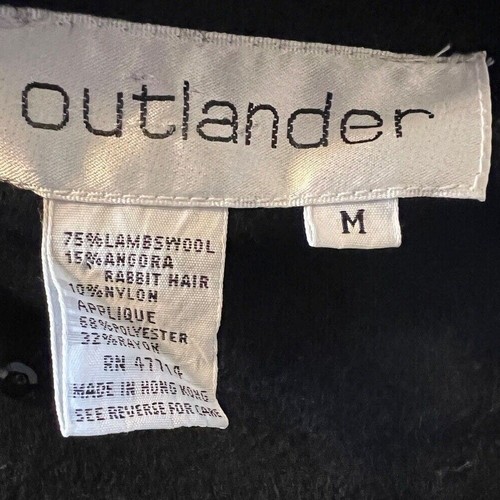 outlander
M
75% LAMBSWOOL
15% ANGORA
RABBIT HAIR
10% NYLON
APPLIQUE
68% POLYESTER
32% RAYON
RN 47714
MADE IN HONG KONG
SEE REVERSE FOR CARE